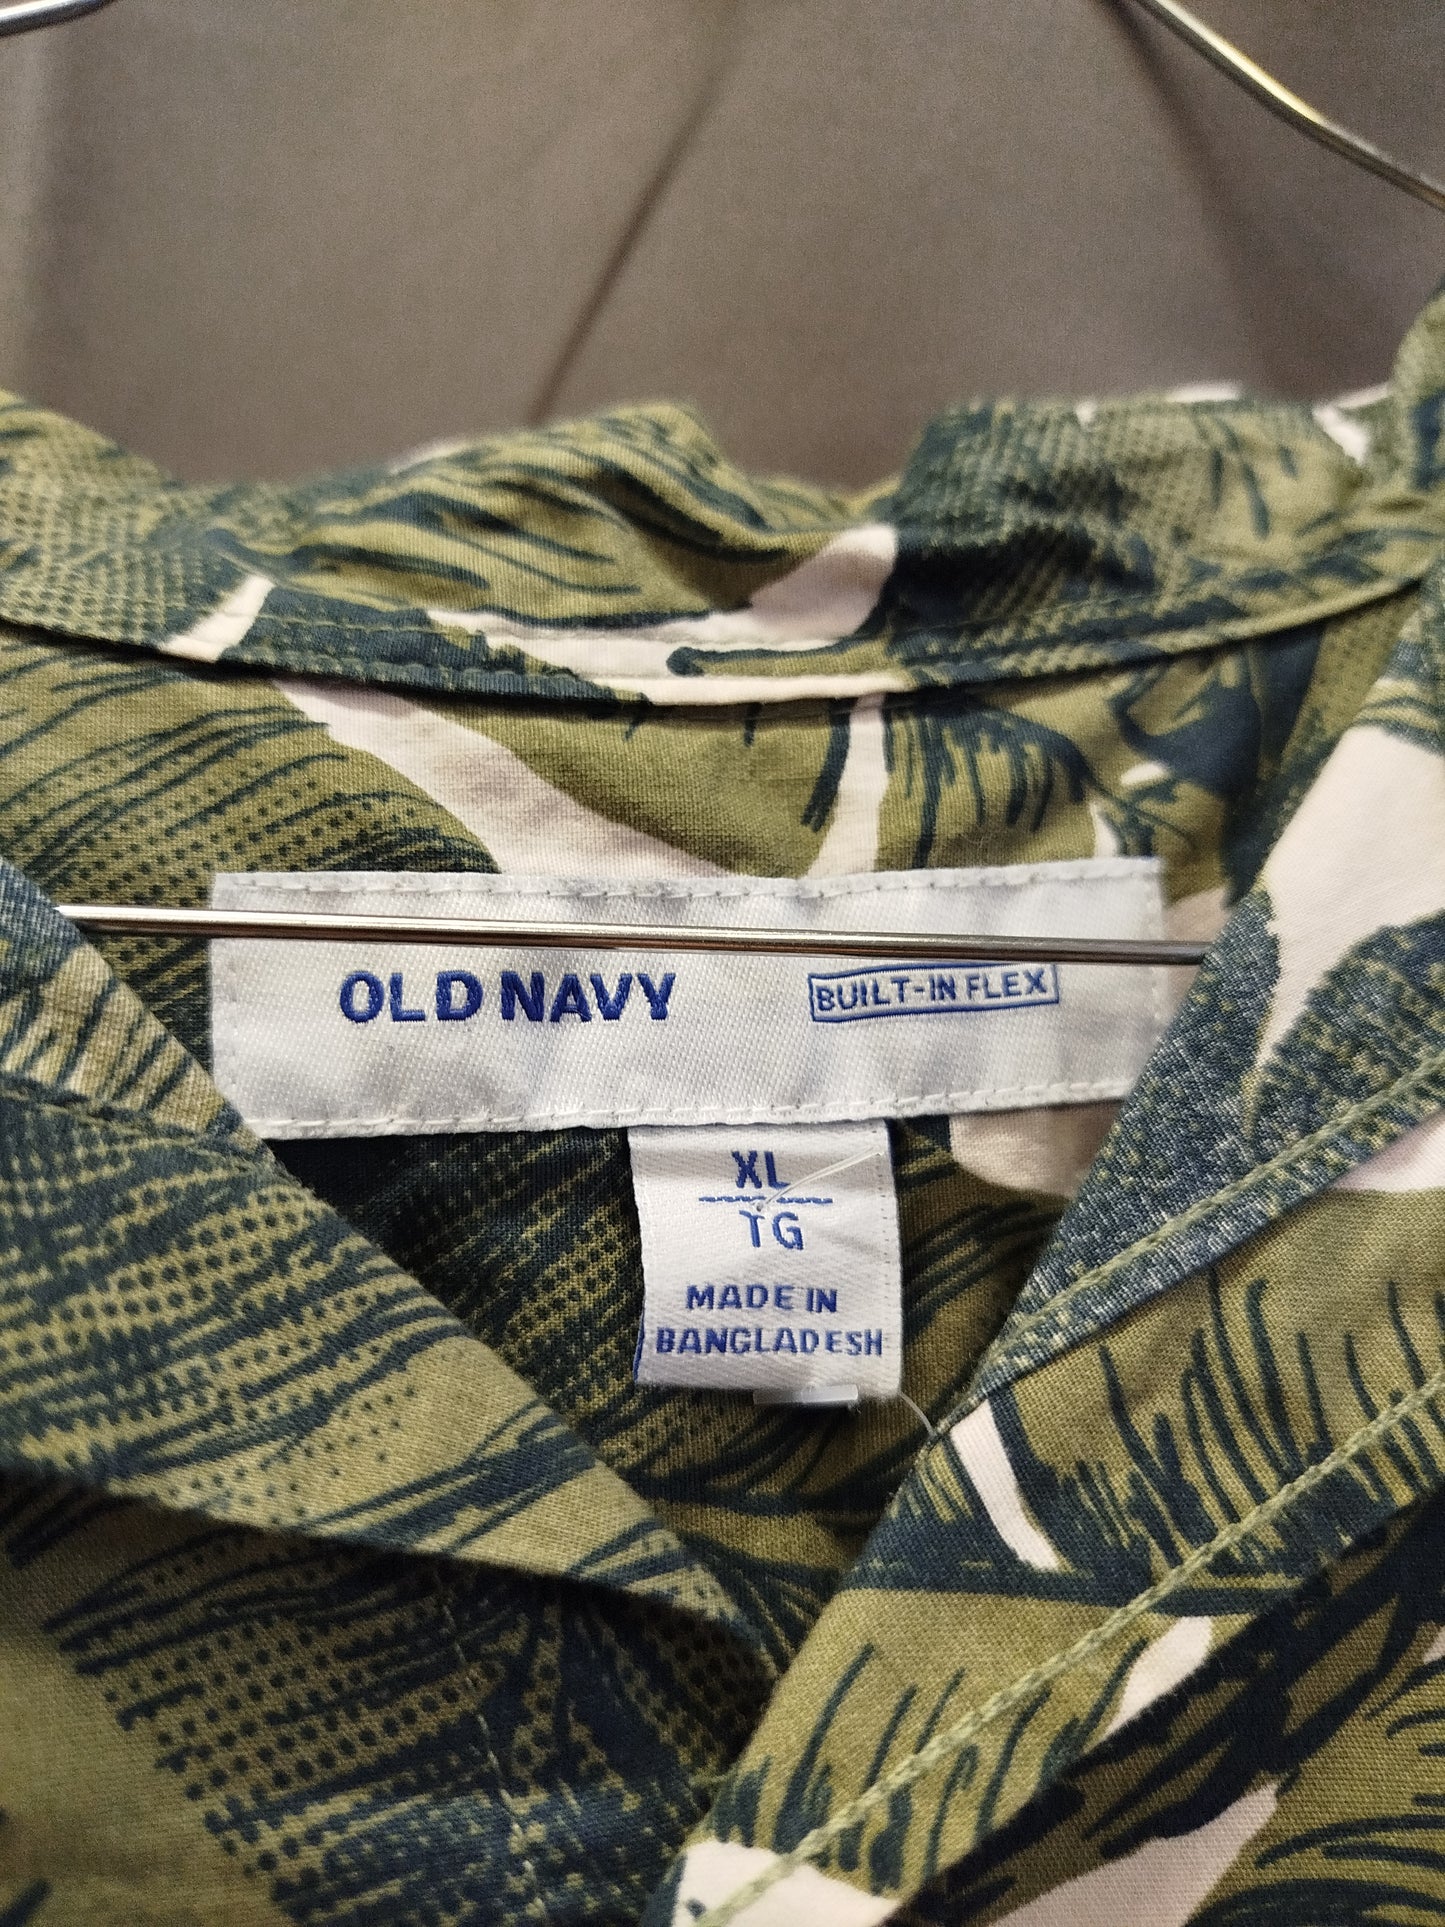 OLD NAVY BUILT-IN FLEX
XL
TG
MADE IN
BANGLADESH